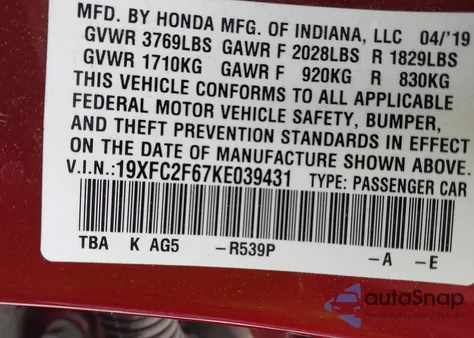 MFD. BY HONDA MFG. OF INDIANA, LLC 04/'19
GVWR 3769LBS GAWR F 2028LBS R 1829LBS
GVWR 1710KG GAWR F 920KG R 830KG
THIS VEHICLE CONFORMS TO ALL APPLICABLE
FEDERAL MOTOR VEHICLE SAFETY, BUMPER,
AND THEFT PREVENTION STANDARDS IN EFFECT
ON THE DATE OF MANUFACTURE SHOWN ABOVE.
V.I.N.:19XFC2F67KE039431 TYPE: PASSENGER CAR
TBA K AG5 –R539P –A –E
autoSnap